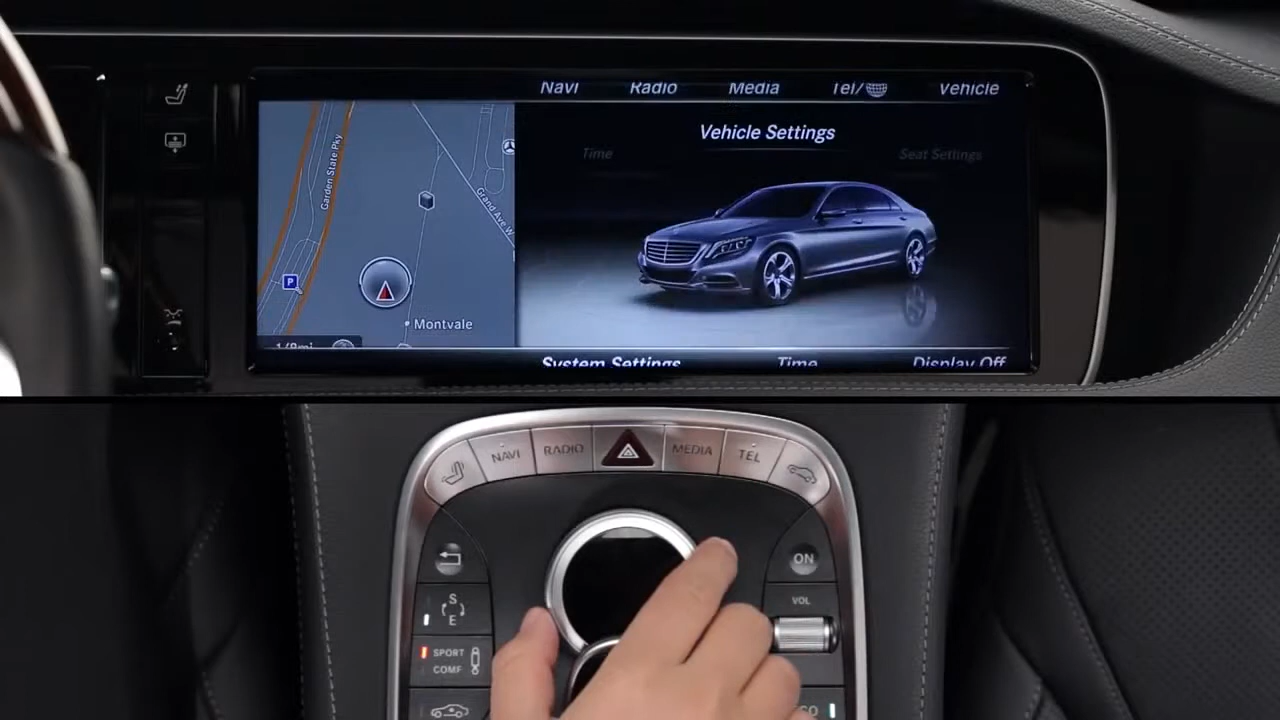 Navi Radio Media Tel/ Vehicle
Vehicle Settings
Time Seat Settings
Garden State Pky
Grand Ave W
P
Montvale
System Settings Time Display Off
NAVI RADIO MEDIA TEL
ON
S
E
VOL
SPORT
COMF